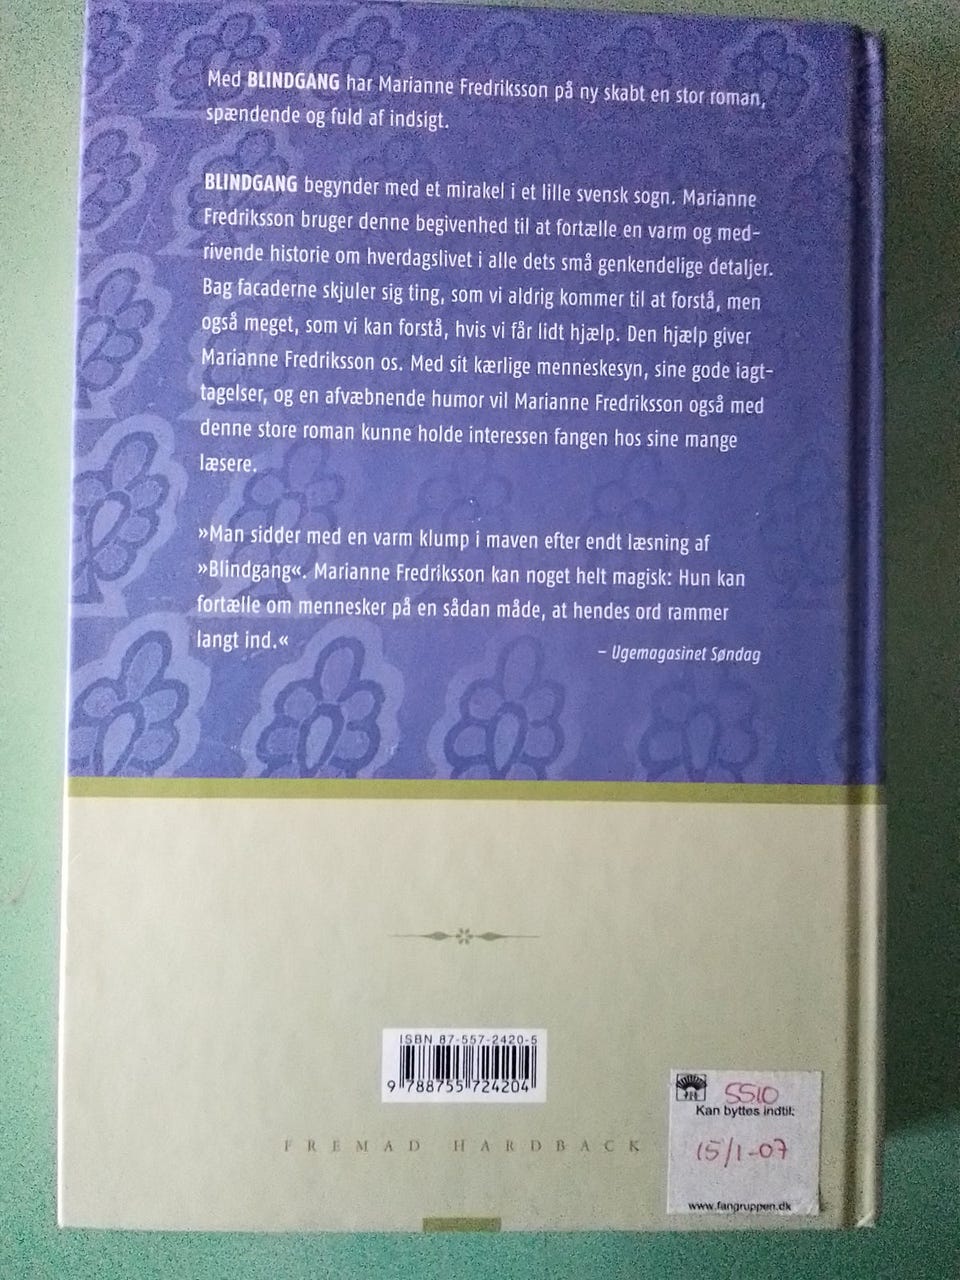 Med BLINDGANG har Marianne Fredriksson på ny skabt en stor roman,
spændende og fuld af indsigt.
BLINDGANG begynder med et mirakel i et lille svensk sogn. Marianne
Fredriksson bruger denne begivenhed til at fortælle en varm og med-
rivende historie om hverdagslivet i alle dets små genkendelige detaljer.
Bag facaderne skjuler sig ting, som vi aldrig kommer til at forstå, men
også meget, som vi kan forstå, hvis vi får lidt hjælp. Den hjælp giver
Marianne Fredriksson os. Med sit kærlige menneskesyn, sine gode iagt-
tagelser, og en afvæbnende humor vil Marianne Fredriksson også med
denne store roman kunne holde interessen fangen hos sine mange
læsere.
»Man sidder med en varm klump i maven efter endt læsning af
»Blindgang«. Marianne Fredriksson kan noget helt magisk: Hun kan
fortælle om mennesker på en sådan måde, at hendes ord rammer
langt ind.«
– Ugemagasinet Søndag
ISBN 87-557-2420-5
9 788755 724204
FREMAD HARDBACK
5510
Kan byttes indtil:
15/1-07
www.fangruppen.dk